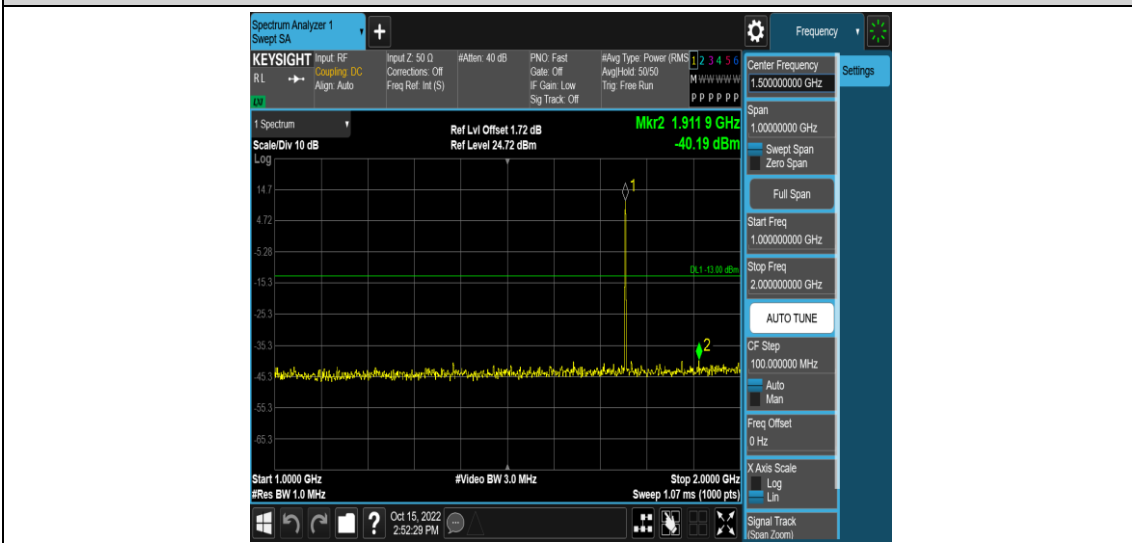 Spectrum Analyzer 1
Swept SA
+
Frequency
KEYSIGHT
RL
LV
Input: RF
Coupling: DC
Align: Auto
Input Z: 50 Ω
Corrections: Off
Freq Ref: Int (S)
#Atten: 40 dB
PNO: Fast
Gate: Off
IF Gain: Low
Sig Track: Off
#Avg Type: Power (RMS
Avg|Hold: 50/50
Trig: Free Run
1 2 3 4 5 6
M W W W W W
P P P P P P
1 Spectrum
Scale/Div 10 dB
Ref Lvl Offset 1.72 dB
Ref Level 24.72 dBm
Mkr2 1.911 9 GHz
-40.19 dBm
Log
14.7
4.72
-5.28
-15.3
-25.3
-35.3
-45.3
-55.3
-65.3
1
DL1 -13.00 dBm
2
Start 1.0000 GHz
#Res BW 1.0 MHz
#Video BW 3.0 MHz
Stop 2.0000 GHz
Sweep 1.07 ms (1000 pts)
Oct 15, 2022
2:52:29 PM
?
Center Frequency
1.500000000 GHz
Settings
Span
1.00000000 GHz
Swept Span
Zero Span
Full Span
Start Freq
1.000000000 GHz
Stop Freq
2.000000000 GHz
AUTO TUNE
CF Step
100.000000 MHz
Auto
Man
Freq Offset
0 Hz
X Axis Scale
Log
Lin
Signal Track
(Span Zoom)